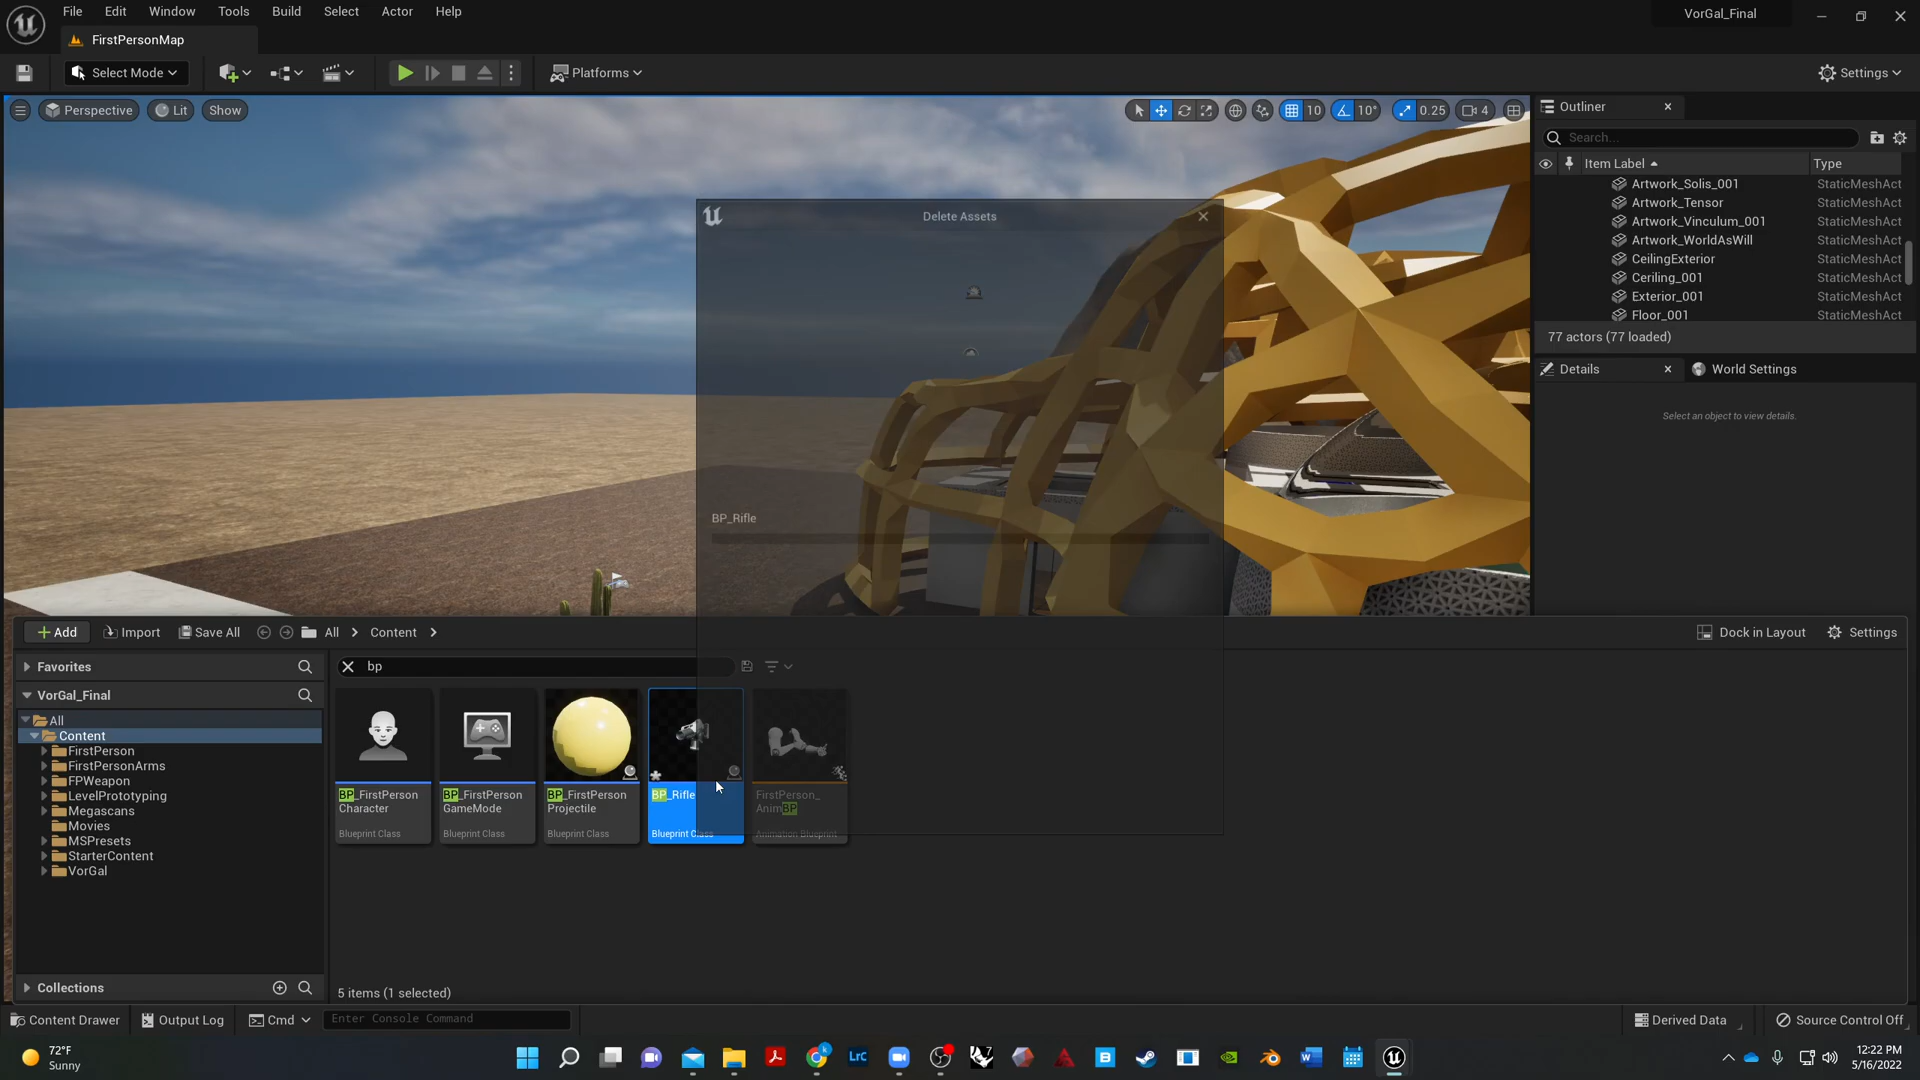 File Edit Window Tools Build Select Actor Help
VorGal_Final
FirstPersonMap
Select Mode
Platforms
Settings
Perspective Lit Show
10 10° 0.25 4
Outliner
Search...
Item Label Type
Artwork_Solis_001 StaticMeshAct
Artwork_Tensor StaticMeshAct
Artwork_Vinculum_001 StaticMeshAct
Artwork_WorldAsWill StaticMeshAct
CeilingExterior StaticMeshAct
Ceriling_001 StaticMeshAct
Exterior_001 StaticMeshAct
Floor_001 StaticMeshAct
77 actors (77 loaded)
Details World Settings
Select an object to view details.
Delete Assets
BP_Rifle
Add Import Save All All Content
Dock in Layout Settings
Favorites
bp
VorGal_Final
All
Content
FirstPerson
FirstPersonArms
FPWeapon
LevelPrototyping
Megascans
Movies
MSPresets
StarterContent
VorGal
BP_FirstPerson
Character
Blueprint Class
BP_FirstPerson
GameMode
Blueprint Class
BP_FirstPerson
Projectile
Blueprint Class
BP_Rifle
Blueprint Class
FirstPerson_
AnimBP
Animation Blueprint
Collections
5 items (1 selected)
Content Drawer Output Log Cmd Enter Console Command
Derived Data Source Control Off
72°F
Sunny
LrC
12:22 PM
5/16/2022